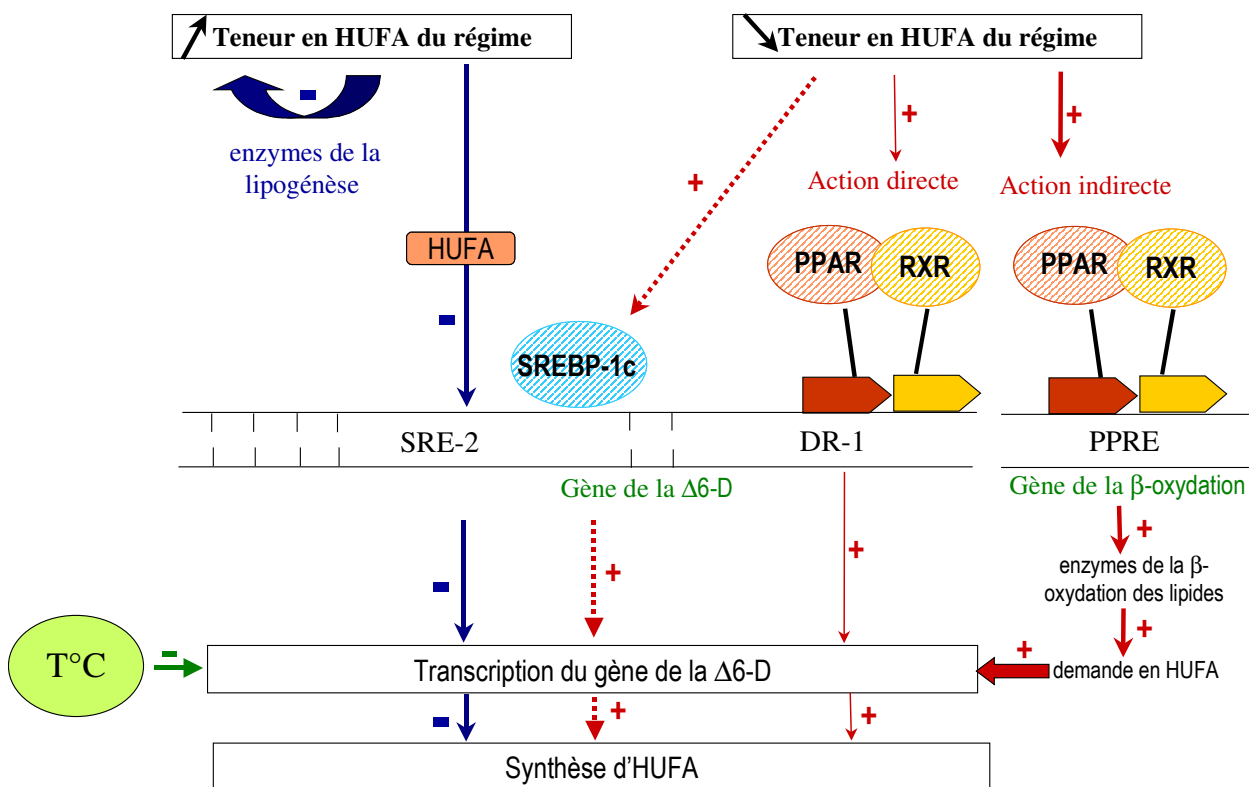 Teneur en HUFA du régime
Teneur en HUFA du régime
-
enzymes de la
lipogénèse
+
+
+
Action directe
Action indirecte
HUFA
PPAR
RXR
PPAR
RXR
-
SREBP-1c
SRE-2
DR-1
PPRE
Gène de la Δ6-D
Gène de la β-oxydation
+
enzymes de la β-
oxydation des lipides
-
+
+
+
T°C
-
Transcription du gène de la Δ6-D
+
demande en HUFA
-
+
+
Synthèse d'HUFA